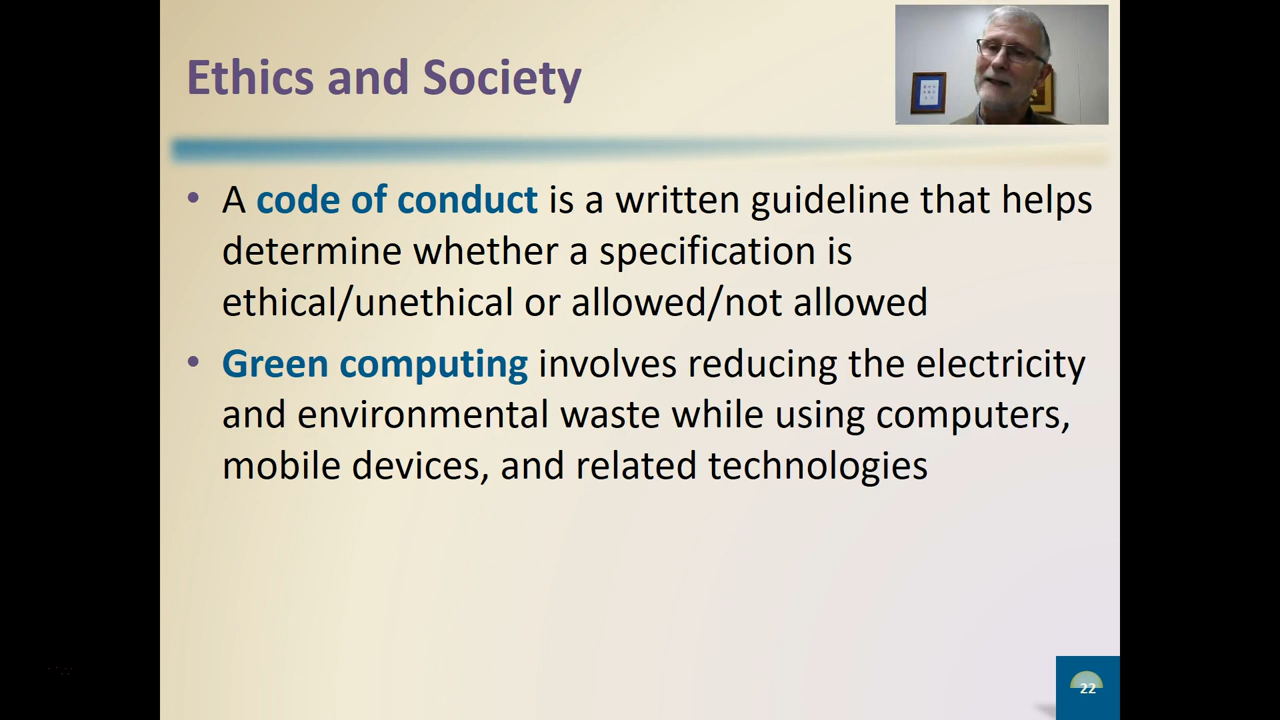 Ethics and Society
• A code of conduct is a written guideline that helps
determine whether a specification is
ethical/unethical or allowed/not allowed
• Green computing involves reducing the electricity
and environmental waste while using computers,
mobile devices, and related technologies
22